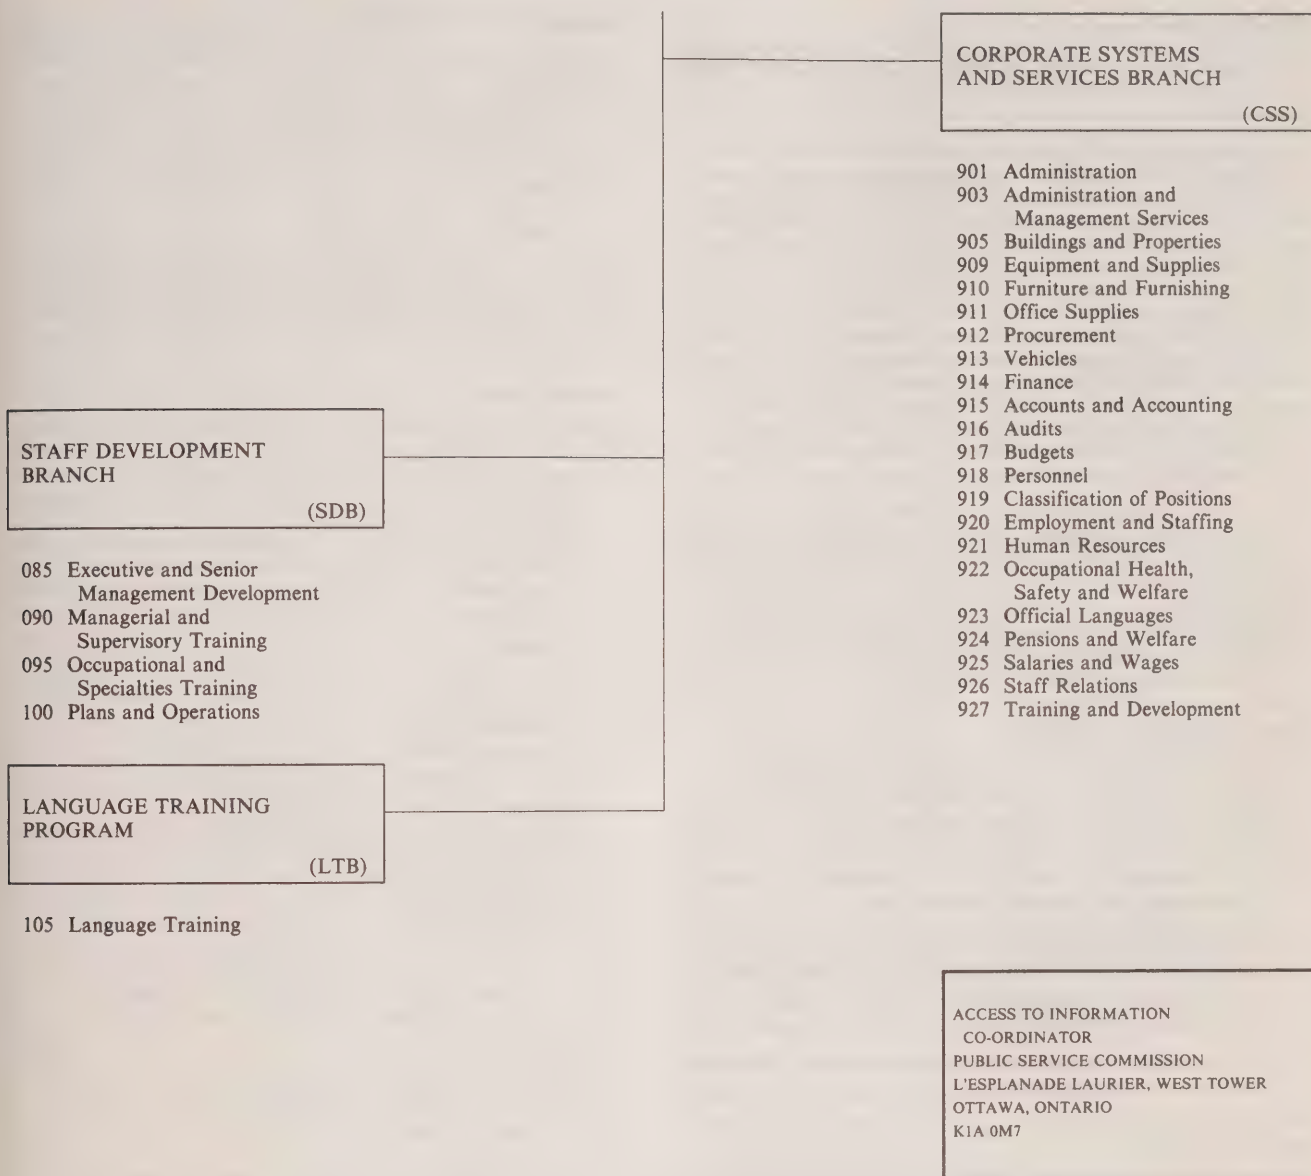 CORPORATE SYSTEMS
AND SERVICES BRANCH
(CSS)
901 Administration
903 Administration and
Management Services
905 Buildings and Properties
909 Equipment and Supplies
910 Furniture and Furnishing
911 Office Supplies
912 Procurement
913 Vehicles
914 Finance
915 Accounts and Accounting
916 Audits
917 Budgets
918 Personnel
919 Classification of Positions
920 Employment and Staffing
921 Human Resources
922 Occupational Health,
Safety and Welfare
923 Official Languages
924 Pensions and Welfare
925 Salaries and Wages
926 Staff Relations
927 Training and Development
STAFF DEVELOPMENT
BRANCH
(SDB)
085 Executive and Senior
Management Development
090 Managerial and
Supervisory Training
095 Occupational and
Specialties Training
100 Plans and Operations
LANGUAGE TRAINING
PROGRAM
(LTB)
105 Language Training
ACCESS TO INFORMATION
CO-ORDINATOR
PUBLIC SERVICE COMMISSION
L'ESPLANADE LAURIER, WEST TOWER
OTTAWA, ONTARIO
K1A 0M7